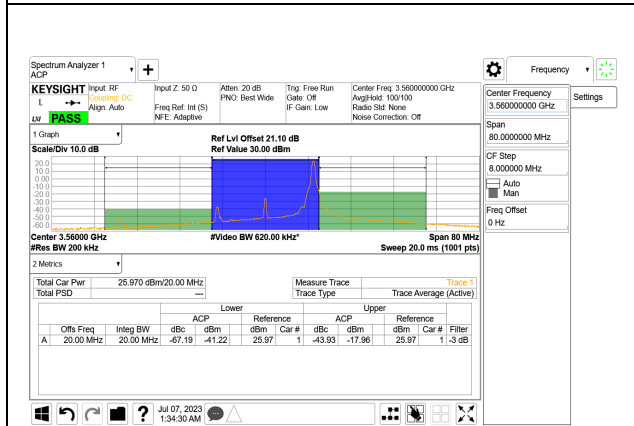 Spectrum Analyzer 1
ACP
Frequency
KEYSIGHT Input: RF Input Z: 50 Ω Atten: 20 dB Trig: Free Run Center Freq: 3.560000000 GHz
Coupling: DC PNO: Best Wide Gate: Off Avg|Hold: 100/100
L Align: Auto Freq Ref: Int (S) IF Gain: Low Radio Std: None
LXI PASS NFE: Adaptive Noise Correction: Off
Center Frequency
3.560000000 GHz
Settings
Span
80.0000000 MHz
CF Step
8.000000 MHz
Auto
Man
Freq Offset
0 Hz
1 Graph
Ref Lvl Offset 21.10 dB
Scale/Div 10.0 dB Ref Value 30.00 dBm
20.0
10.0
0.00
-10.0
-20.0
-30.0
-40.0
-50.0
-60.0
Center 3.56000 GHz #Video BW 620.00 kHz* Span 80 MHz
#Res BW 200 kHz Sweep 20.0 ms (1001 pts)
2 Metrics
Total Car Pwr 25.970 dBm/20.00 MHz Measure Trace Trace 1
Total PSD --- Trace Type Trace Average (Active)
Lower Upper
ACP Reference ACP Reference
Offs Freq Integ BW dBc dBm dBm Car # dBc dBm dBm Car # Filter
A 20.00 MHz 20.00 MHz -67.19 -41.22 25.97 1 -43.93 -17.96 25.97 1 -3 dB
Jul 07, 2023
1:34:30 AM